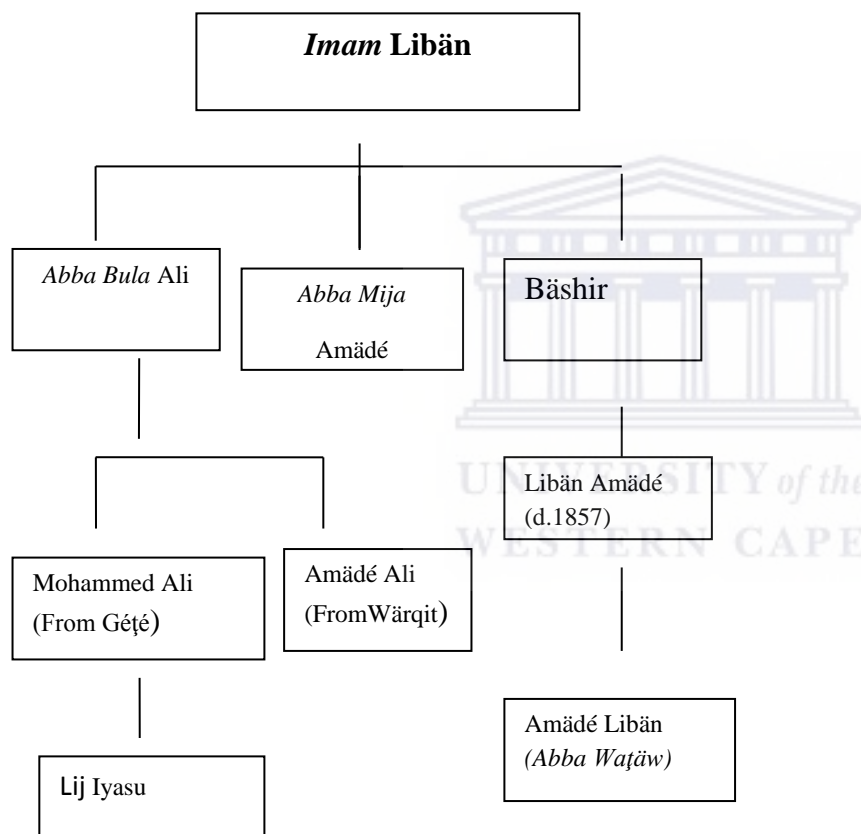 Imam Libän
Abba Bula Ali
Abba Mija
Amädé
Bäshir
Libän Amädé
(d.1857)
UNIVERSITY of the
WESTERN CAPE
Mohammed Ali
(From Géţé)
Amädé Ali
(FromWärqit)
Amädé Libän
(Abba Waţäw)
Lij Iyasu